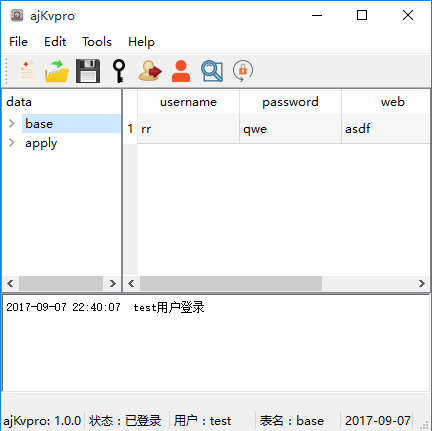 ajKvpro
File Edit Tools Help
data
base
apply
username password web
1 rr qwe asdf
2017-09-07 22:40:07 test用户登录
ajKvpro: 1.0.0 状态：已登录 用户：test 表名：base 2017-09-07